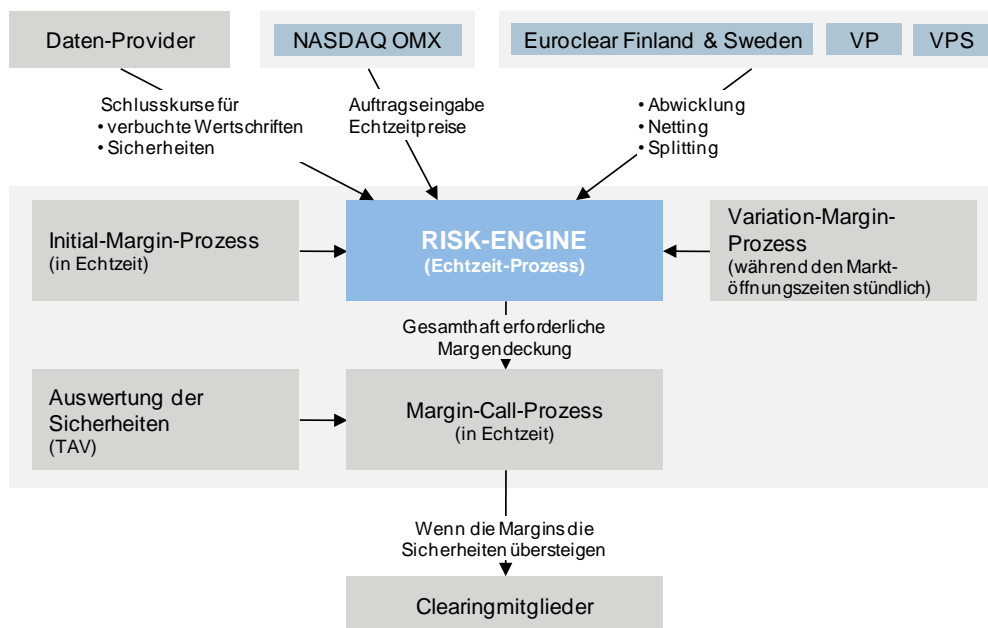 Daten-Provider
NASDAQ OMX
Euroclear Finland & Sweden
VP
VPS
Schlusskurse für
• verbuchte Wertschriften
• Sicherheiten
Auftragseingabe
Echtzeitpreise
• Abwicklung
• Netting
• Splitting
Initial-Margin-Prozess
(in Echtzeit)
RISK-ENGINE
(Echtzeit-Prozess)
Variation-Margin-
Prozess
(während den Markt-
öffnungszeiten stündlich)
Gesamthaft erforderliche
Margendeckung
Auswertung der
Sicherheiten
(TAV)
Margin-Call-Prozess
(in Echtzeit)
Wenn die Margins die
Sicherheiten übersteigen
Clearingmitglieder